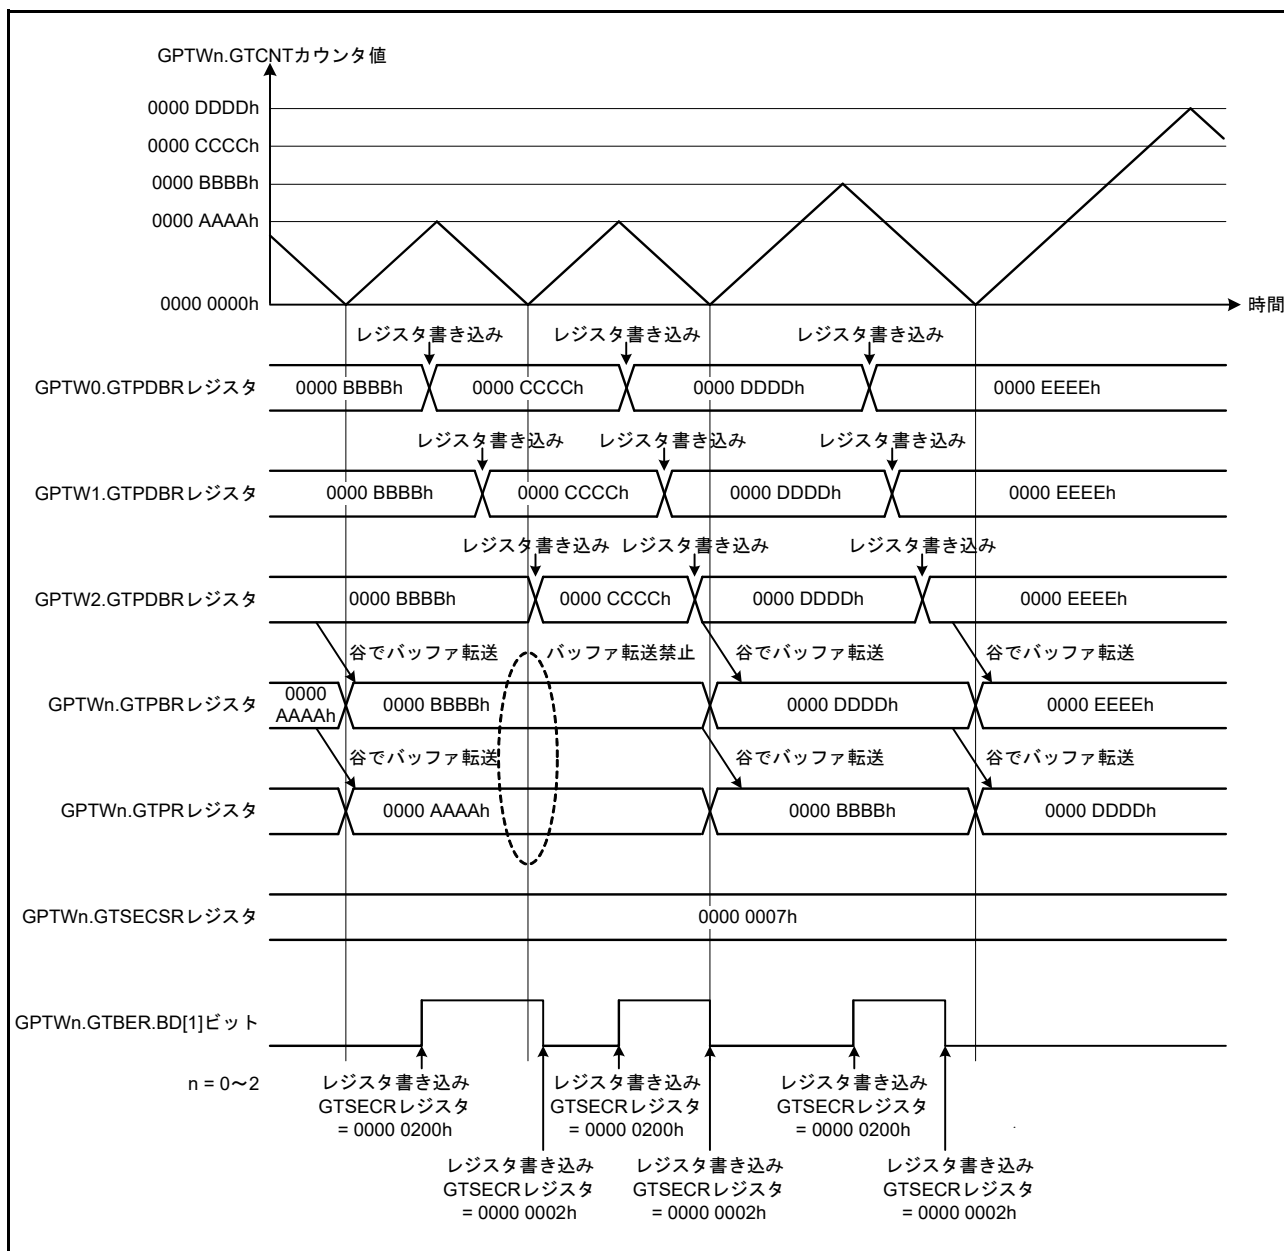 GPTWn.GTCNTカウンタ値
0000 DDDDh
0000 CCCCh
0000 BBBBh
0000 AAAAh
0000 0000h
時間
レジスタ書き込み レジスタ書き込み レジスタ書き込み
GPTW0.GTPDBRレジスタ 0000 BBBBh 0000 CCCCh 0000 DDDDh 0000 EEEEh
レジスタ書き込み レジスタ書き込み レジスタ書き込み
GPTW1.GTPDBRレジスタ 0000 BBBBh 0000 CCCCh 0000 DDDDh 0000 EEEEh
レジスタ書き込み レジスタ書き込み レジスタ書き込み
GPTW2.GTPDBRレジスタ 0000 BBBBh 0000 CCCCh 0000 DDDDh 0000 EEEEh
谷でバッファ転送 バッファ転送禁止 谷でバッファ転送 谷でバッファ転送
GPTWn.GTPBRレジスタ 0000 AAAAh 0000 BBBBh 0000 DDDDh 0000 EEEEh
谷でバッファ転送 谷でバッファ転送 谷でバッファ転送
GPTWn.GTPRレジスタ 0000 AAAAh 0000 BBBBh 0000 DDDDh
GPTWn.GTSECSRレジスタ 0000 0007h
GPTWn.GTBER.BD[1]ビット
n = 0～2
レジスタ書き込み レジスタ書き込み レジスタ書き込み
GTSECRレジスタ GTSECRレジスタ GTSECRレジスタ
= 0000 0200h = 0000 0200h = 0000 0200h
レジスタ書き込み レジスタ書き込み レジスタ書き込み
GTSECRレジスタ GTSECRレジスタ GTSECRレジスタ
= 0000 0002h = 0000 0002h = 0000 0002h